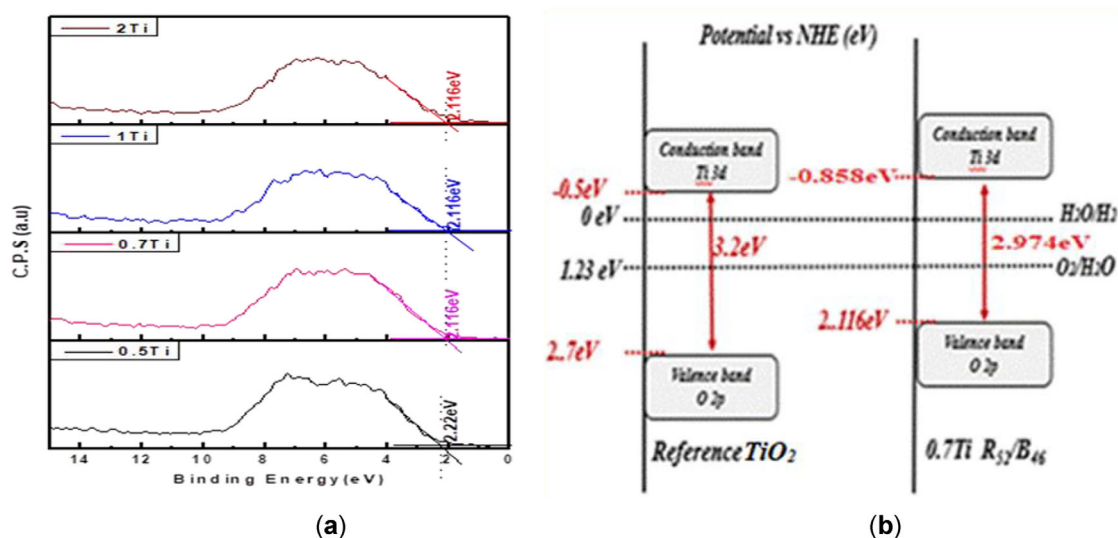 2Ti
2.116eV
1Ti
2.116eV
0.7Ti
2.116eV
0.5Ti
2.22eV
C.P.S (a.u)
14 12 10 8 6 4 2 0
Binding Energy(eV)
(a)
Potential vs NHE (eV)
Conduction band
Ti 3d
-0.5eV
0 eV
3.2eV
1.23 eV
2..7eV
Valence band
O 2p
Reference TiO2
Conduction band
Ti 3d
-0.858eV
H2O/H2
2.974eV
O2/H2O
2..116eV
Valence band
O 2p
0.7Ti R52/B46
(b)